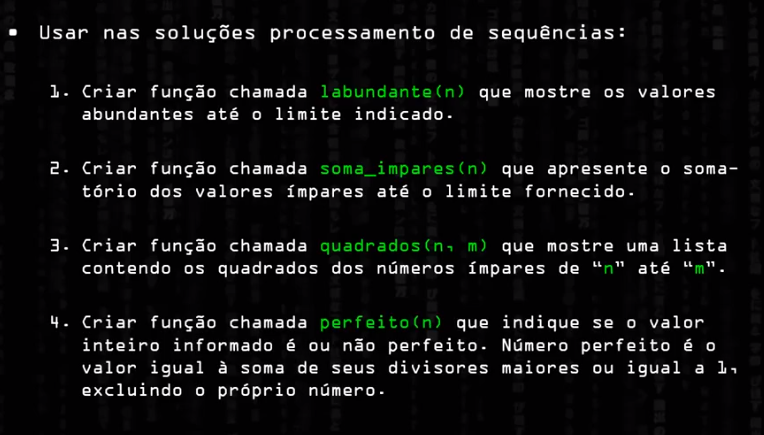 ▪ Usar nas soluções processamento de sequências:
1. Criar função chamada labundante(n) que mostre os valores
abundantes até o limite indicado.
2. Criar função chamada soma_impares(n) que apresente o soma-
tório dos valores ímpares até o limite fornecido.
3. Criar função chamada quadrados(n, m) que mostre uma lista
contendo os quadrados dos números ímpares de “n” até “m”.
4. Criar função chamada perfeito(n) que indique se o valor
inteiro informado é ou não perfeito. Número perfeito é o
valor igual à soma de seus divisores maiores ou igual a 1,
excluindo o próprio número.